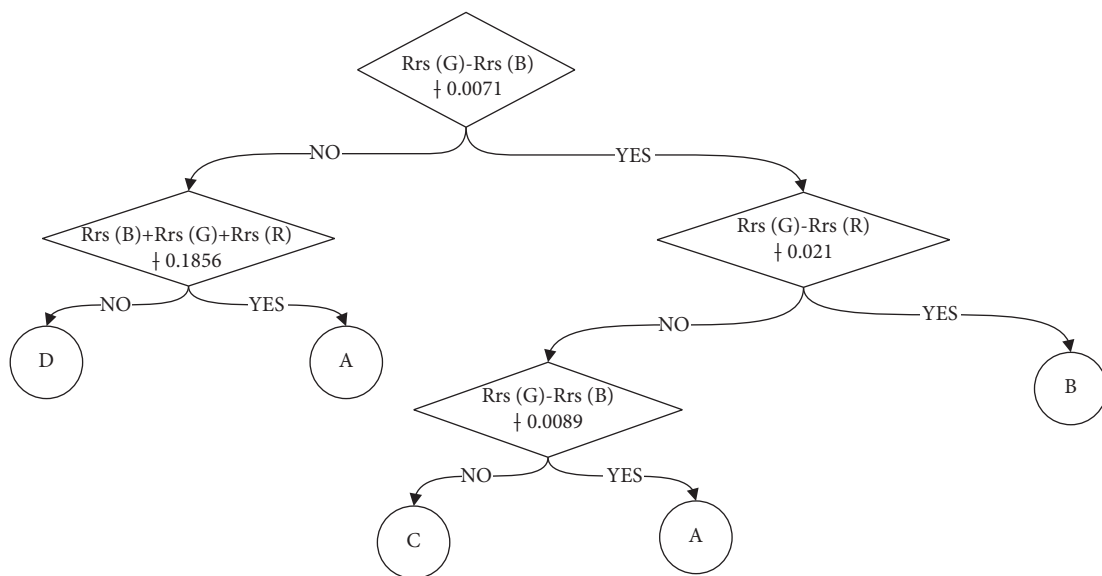 Rrs (G)-Rrs (B)
ɫ 0.0071
NO
YES
Rrs (B)+Rrs (G)+Rrs (R)
ɫ 0.1856
Rrs (G)-Rrs (R)
ɫ 0.021
NO
YES
NO
YES
D
A
Rrs (G)-Rrs (B)
ɫ 0.0089
B
NO
YES
C
A